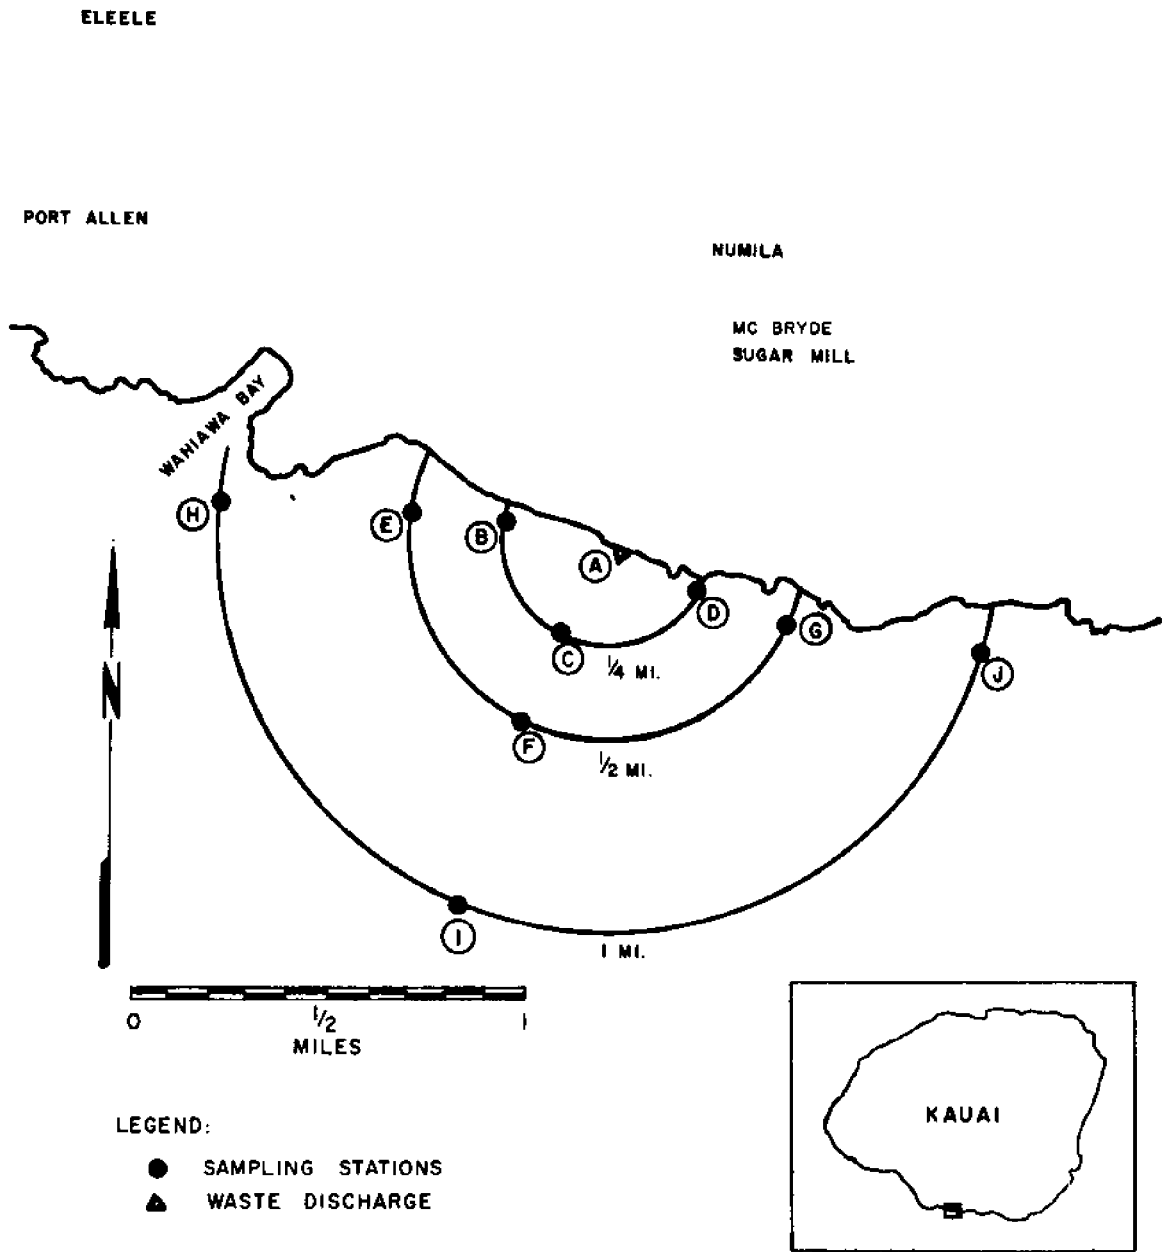 ELEELE
PORT ALLEN
NUMILA
MC BRYDE
SUGAR MILL
WAHIAWA BAY
H
E
B
A
D
G
C
J
1/4 MI.
F
1/2 MI.
N
I
1 MI.
0 1/2 1
MILES
KAUAI
LEGEND:
SAMPLING STATIONS
WASTE DISCHARGE